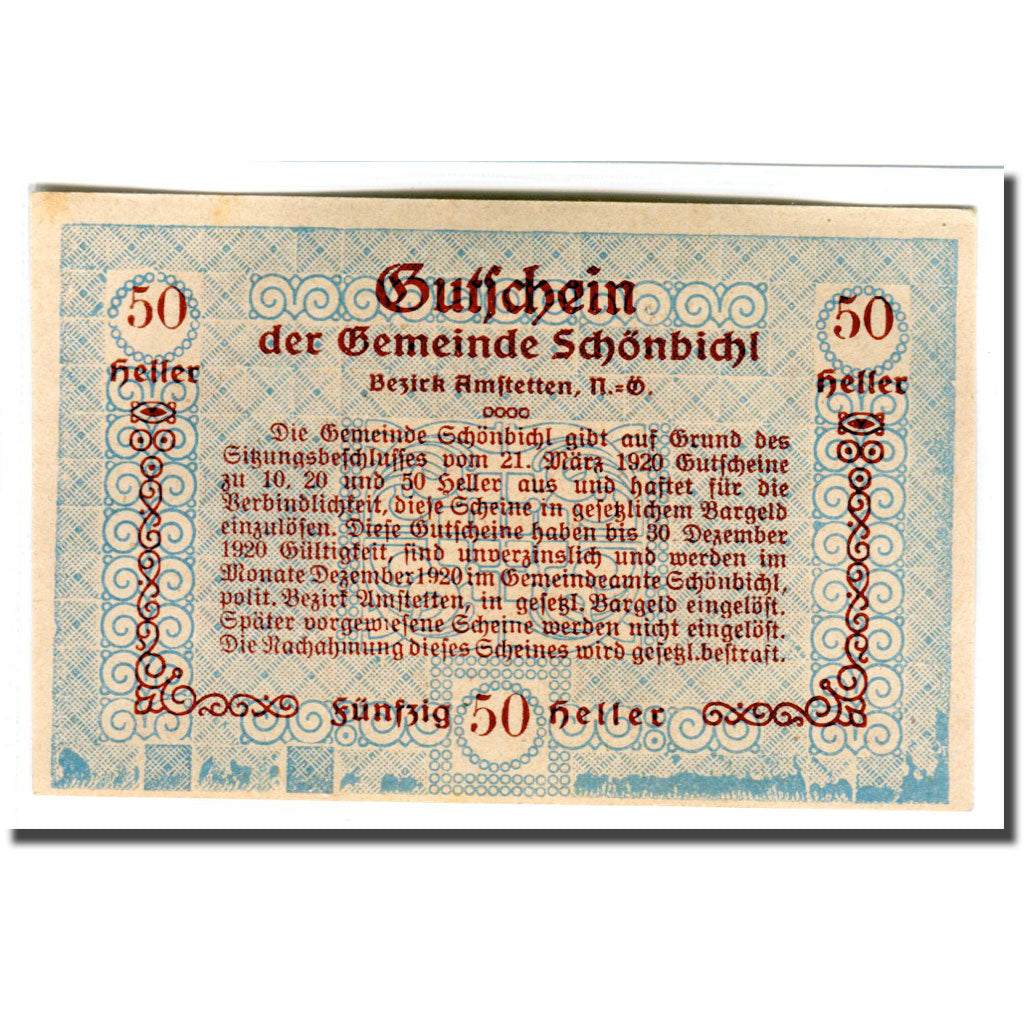 Gutschein
der Gemeinde Schönbichl
Bezirk Amstetten, N.=Ö.
50
Heller
50
Heller
Die Gemeinde Schönbichl gibt auf Grund des
Sitzungsbeschlusses vom 21. März 1920 Gutscheine
zu 10. 20 und 50 Heller aus und haftet für die
Verbindlichkeit, diese Scheine in gesetzlichem Bargeld
einzulösen. Diese Gutscheine haben bis 30. Dezember
1920 Gültigkeit, sind unverzinslich und werden im
Monate Dezember 1920 im Gemeindeamte Schönbichl,
polit. Bezirk Amstetten, in gesetzl. Bargeld eingelöst.
Später vorgewiesene Scheine werden nicht eingelöst.
Die Nachahmung dieses Scheines wird gesetzl. bestraft.
Fünfzig 50 Heller